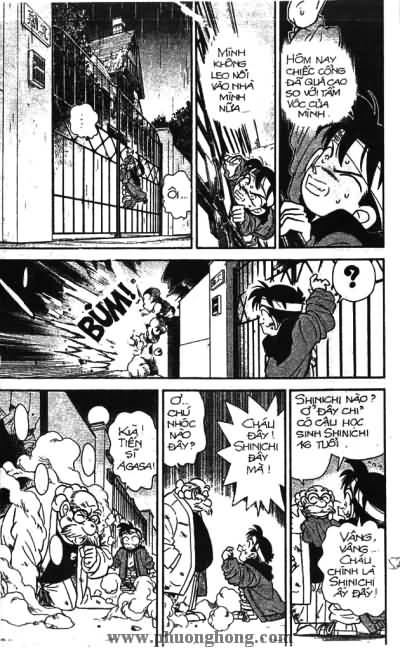 HÔM NAY
CHIẾC CỔNG
ĐÃ QUÁ CAO
SO VỚI TẦM
VÓC CỦA
MÌNH.
MÌNH
KHÔNG
LEO NỔI
VÀO NHÀ
MÌNH
NỮA...
ÔI...
?
BÙM!
SHINICHI NÀO?
Ở ĐÂY CHỈ
CÓ CẬU HỌC
SINH SHINICHI
16 TUỔI.
VÂNG,
VÂNG...
CHÁU
CHÍNH LÀ
SHINICHI
ẤY ĐÂY!
CHÁU
ĐÂY!
SHINICHI
ĐÂY
MÀ!
Ơ...
CHÚ
NHÓC
NÀO
ĐÂY?
KÌA!
TIẾN
SĨ
AGASA!
www.phuonghong.com